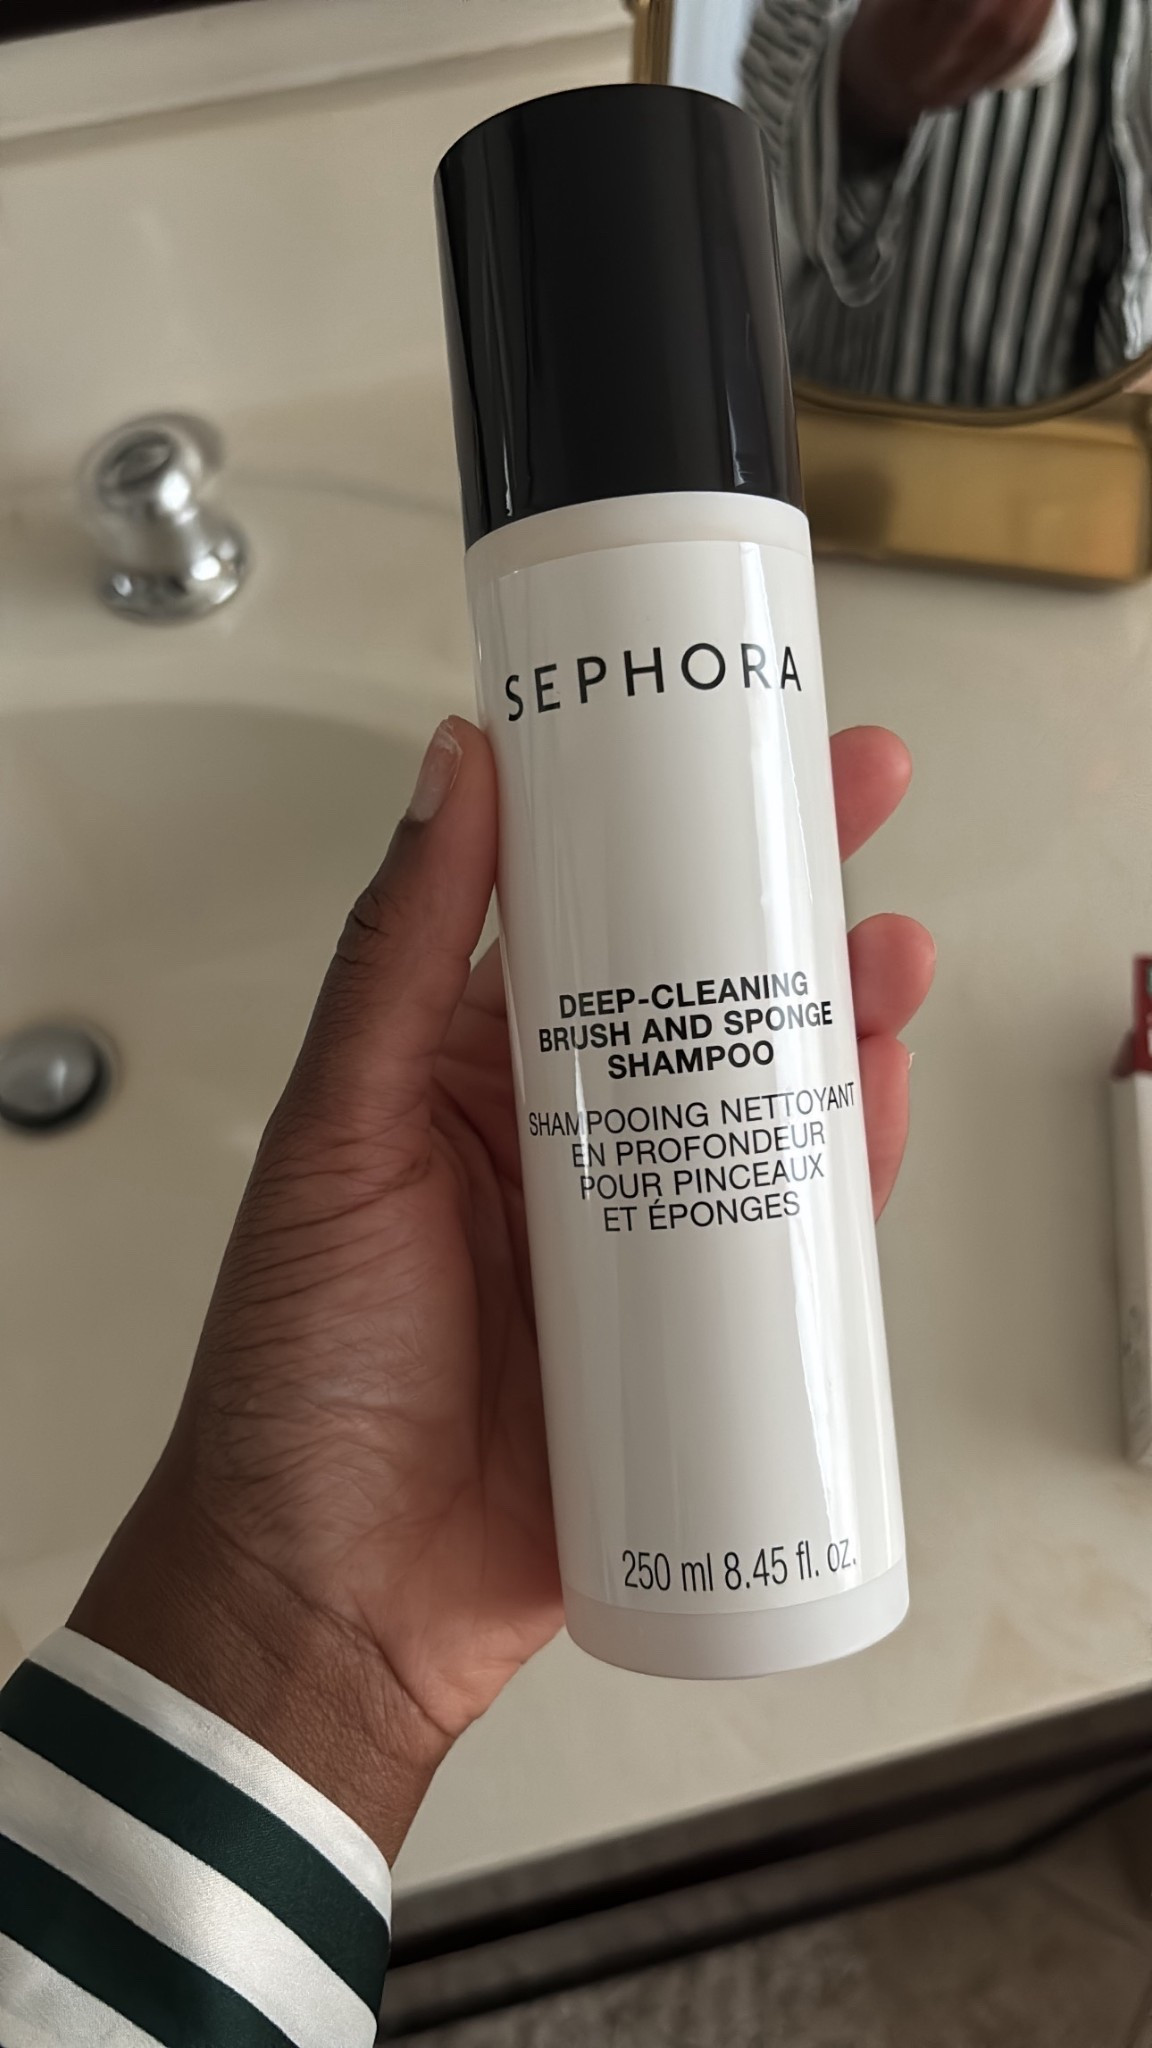 SEPHORA
DEEP-CLEANING
BRUSH AND SPONGE
SHAMPOO
SHAMPOOING NETTOYANT
EN PROFONDEUR
POUR PINCEAUX
ET ÉPONGES
250 ml 8.45 fl. oz.